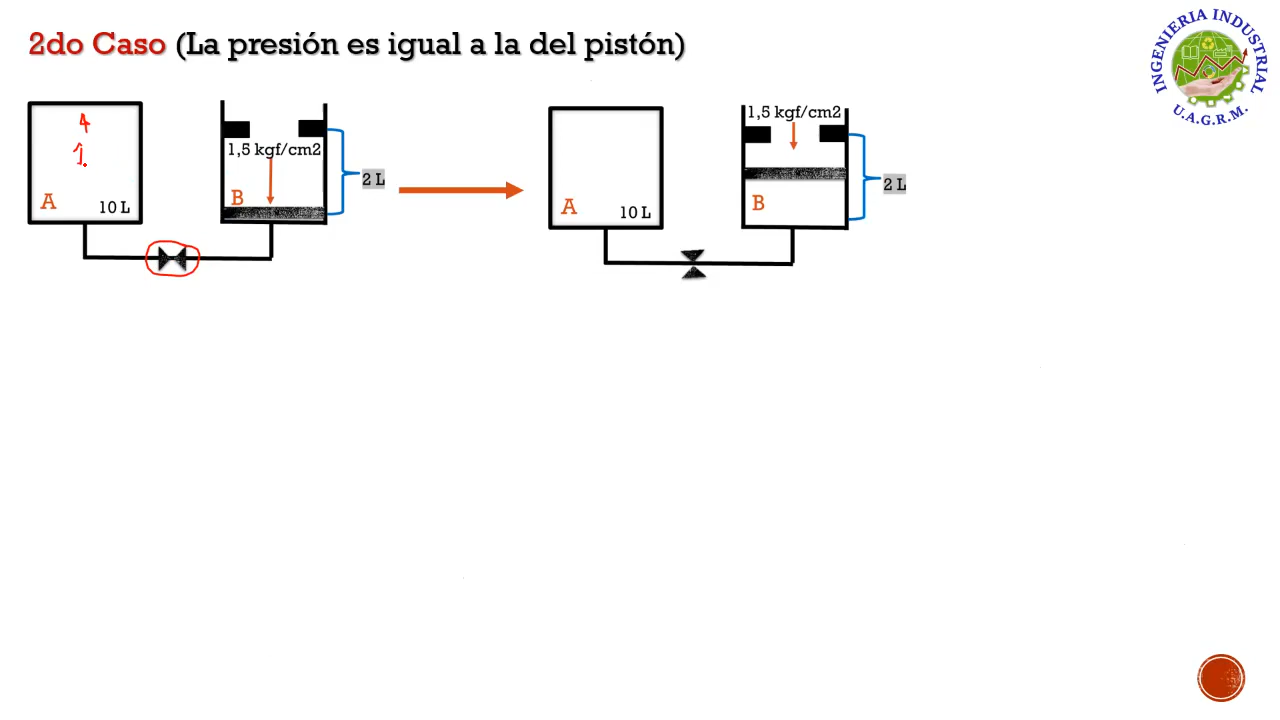 2do Caso (La presión es igual a la del pistón)
INGENIERIA INDUSTRIAL
U.A.G.R.M.
4
1.
A
10 L
1,5 kgf/cm2
B
2 L
A
10 L
1,5 kgf/cm2
B
2 L